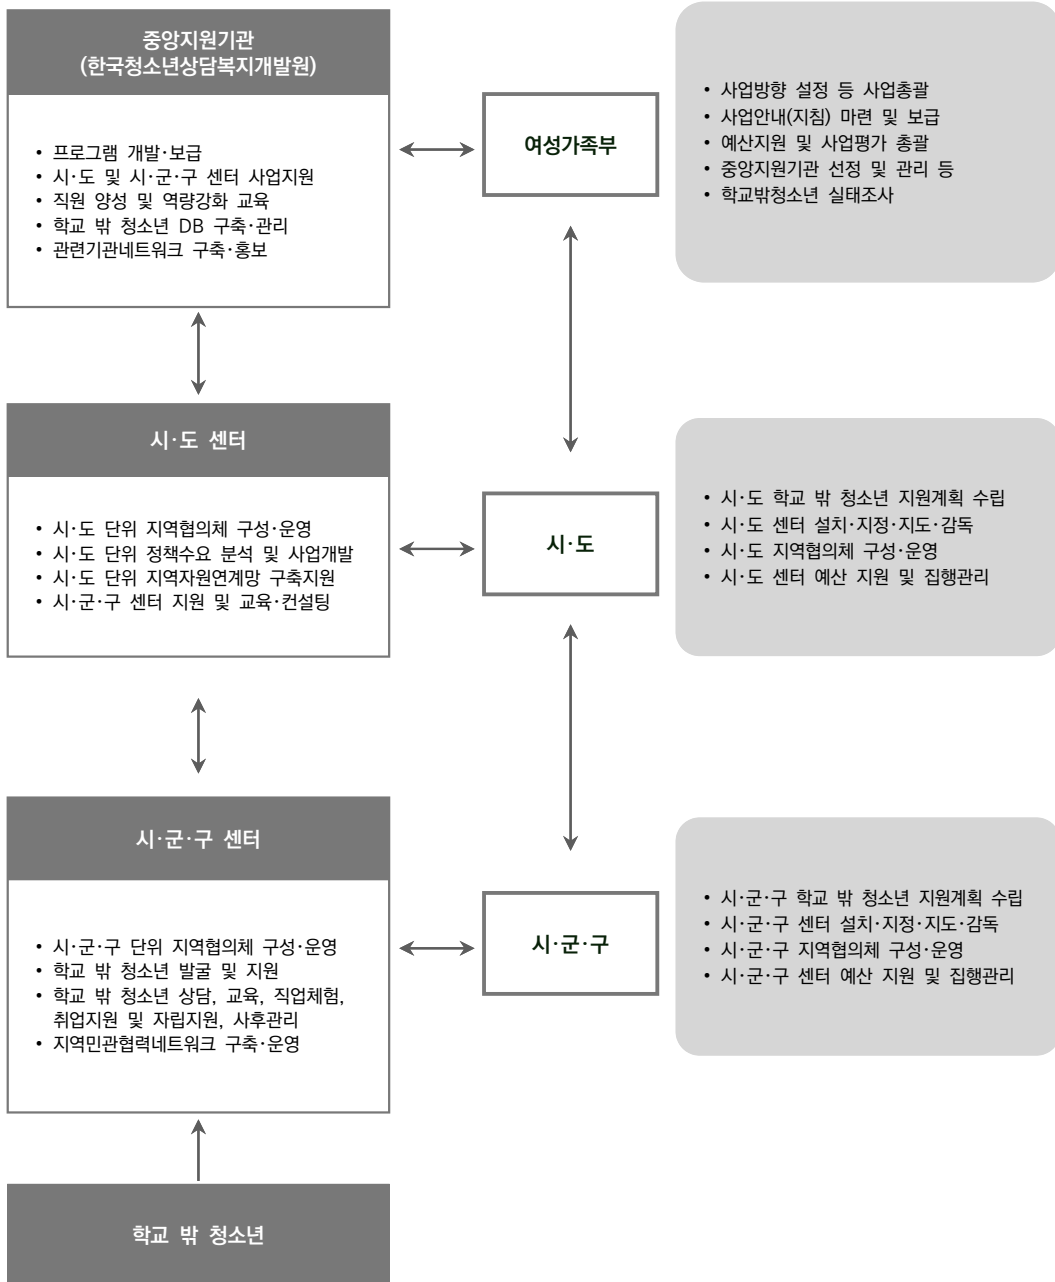 중앙지원기관
(한국청소년상담복지개발원)
• 프로그램 개발·보급
• 시·도 및 시·군·구 센터 사업지원
• 직원 양성 및 역량강화 교육
• 학교 밖 청소년 DB 구축·관리
• 관련기관네트워크 구축·홍보
여성가족부
• 사업방향 설정 등 사업총괄
• 사업안내(지침) 마련 및 보급
• 예산지원 및 사업평가 총괄
• 중앙지원기관 선정 및 관리 등
• 학교밖청소년 실태조사
시·도 센터
• 시·도 단위 지역협의체 구성·운영
• 시·도 단위 정책수요 분석 및 사업개발
• 시·도 단위 지역자원연계망 구축지원
• 시·군·구 센터 지원 및 교육·컨설팅
시·도
• 시·도 학교 밖 청소년 지원계획 수립
• 시·도 센터 설치·지정·지도·감독
• 시·도 지역협의체 구성·운영
• 시·도 센터 예산 지원 및 집행관리
시·군·구 센터
• 시·군·구 단위 지역협의체 구성·운영
• 학교 밖 청소년 발굴 및 지원
• 학교 밖 청소년 상담, 교육, 직업체험,
취업지원 및 자립지원, 사후관리
• 지역민관협력네트워크 구축·운영
시·군·구
• 시·군·구 학교 밖 청소년 지원계획 수립
• 시·군·구 센터 설치·지정·지도·감독
• 시·군·구 지역협의체 구성·운영
• 시·군·구 센터 예산 지원 및 집행관리
학교 밖 청소년